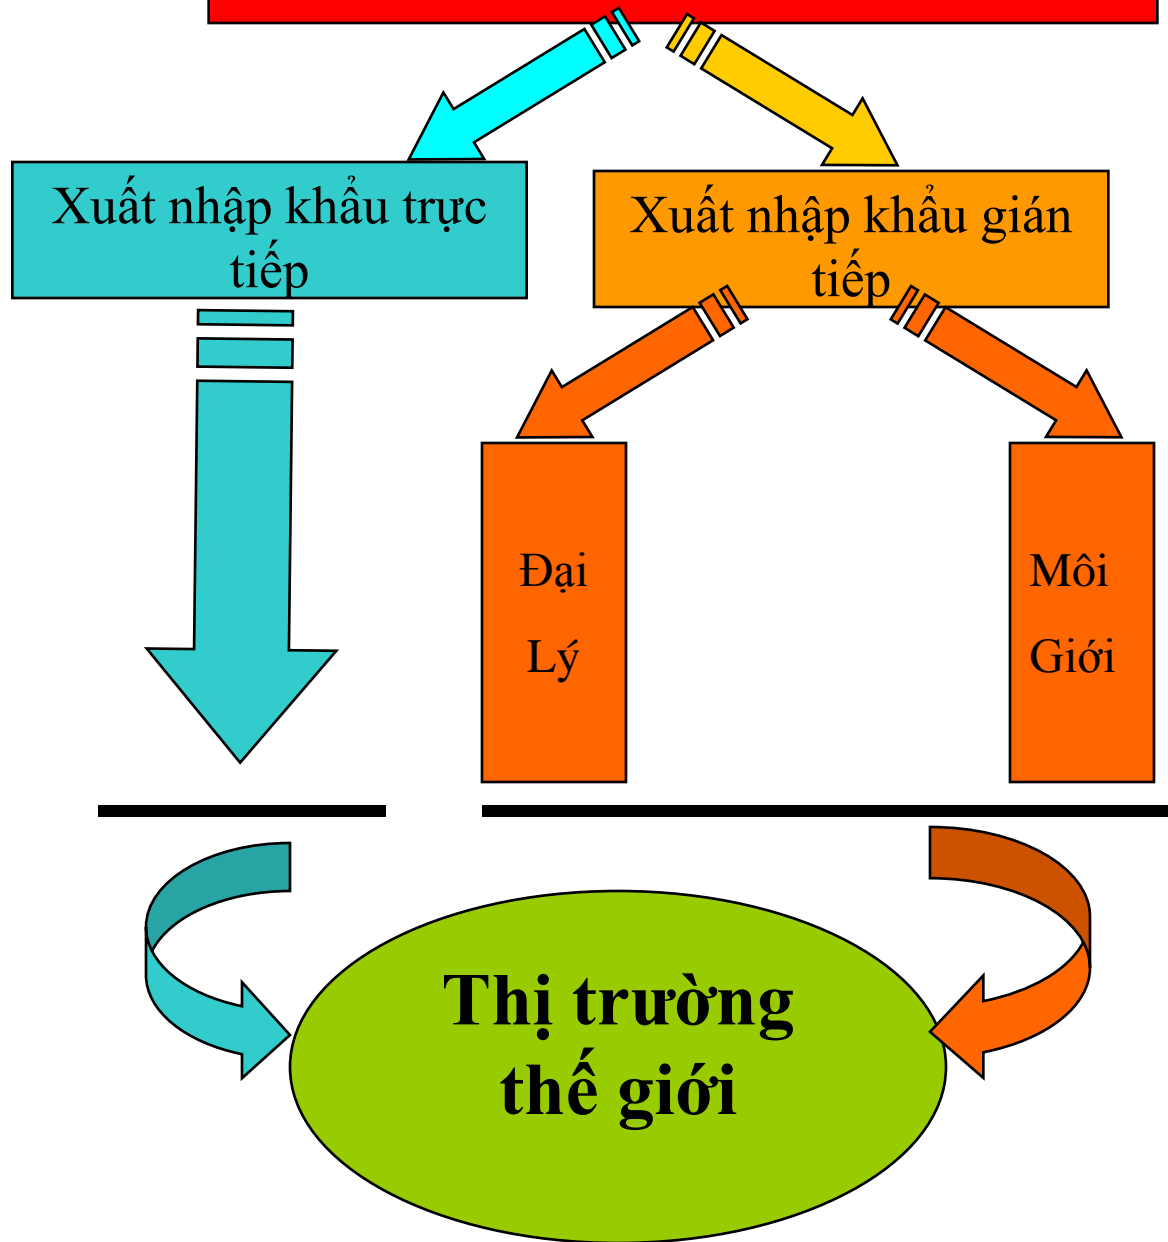 Xuất nhập khẩu trực
tiếp
Xuất nhập khẩu gián
tiếp
Đại
Lý
Môi
Giới
Thị trường
thế giới